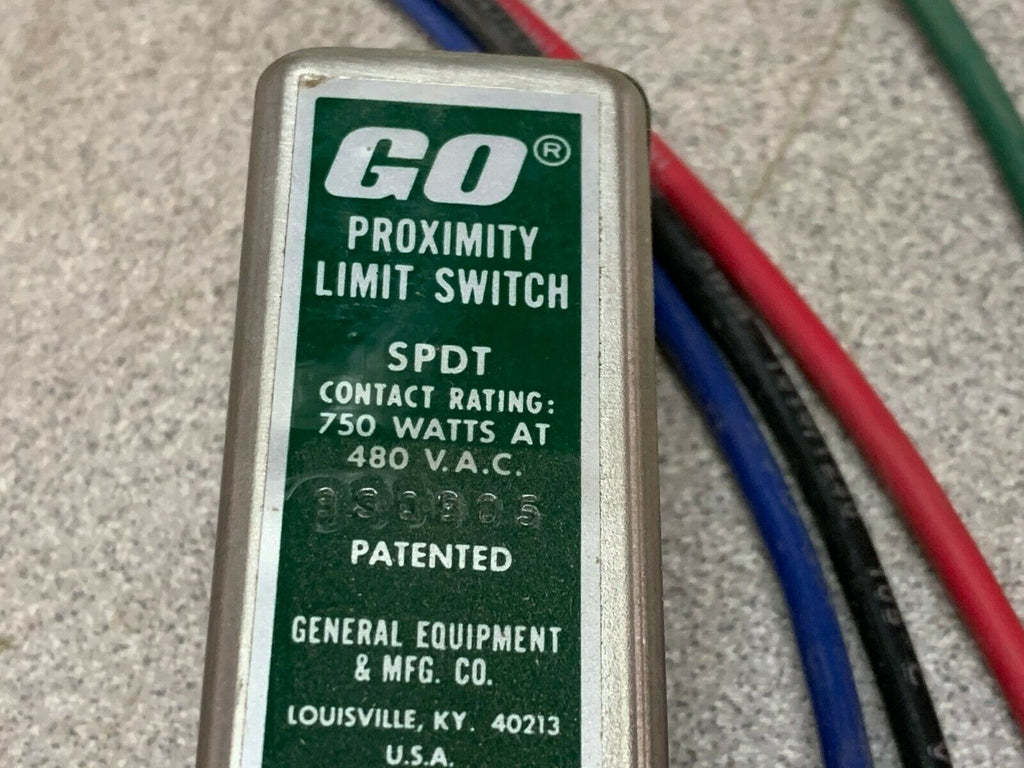 GO®
PROXIMITY
LIMIT SWITCH
SPDT
CONTACT RATING:
750 WATTS AT
480 V.A.C.
PATENTED
GENERAL EQUIPMENT
& MFG. CO.
LOUISVILLE, KY. 40213
U.S.A.